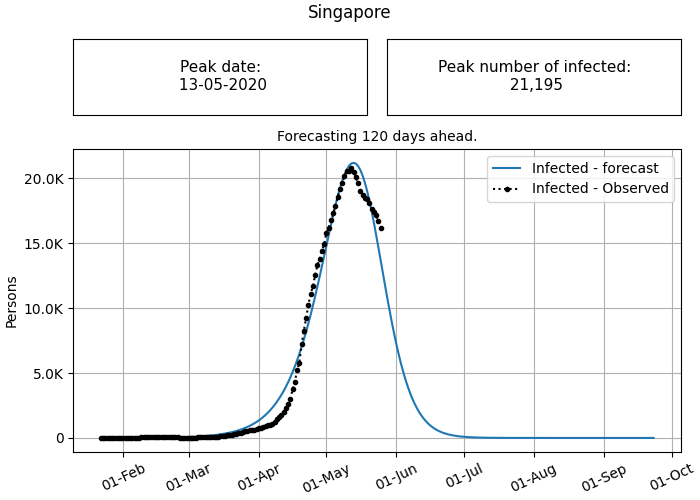 Singapore
Peak date:
13-05-2020
Peak number of infected:
21,195
Forecasting 120 days ahead.
Infected - forecast
Infected - Observed
20.0K
15.0K
10.0K
5.0K
0
Persons
01-Feb
01-Mar
01-Apr
01-May
01-Jun
01-Jul
01-Aug
01-Sep
01-Oct